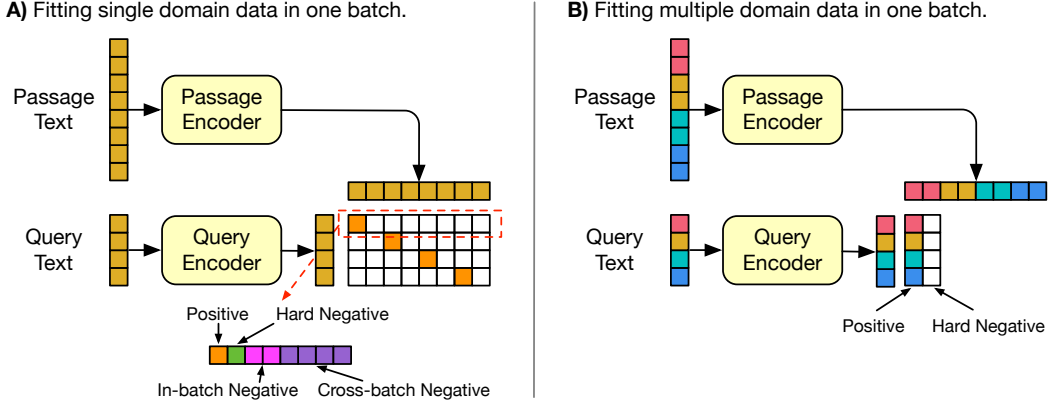 A) Fitting single domain data in one batch.
Passage
Text
Passage
Encoder
Query
Text
Query
Encoder
Positive
Hard Negative
In-batch Negative
Cross-batch Negative
B) Fitting multiple domain data in one batch.
Passage
Text
Passage
Encoder
Query
Text
Query
Encoder
Positive
Hard Negative